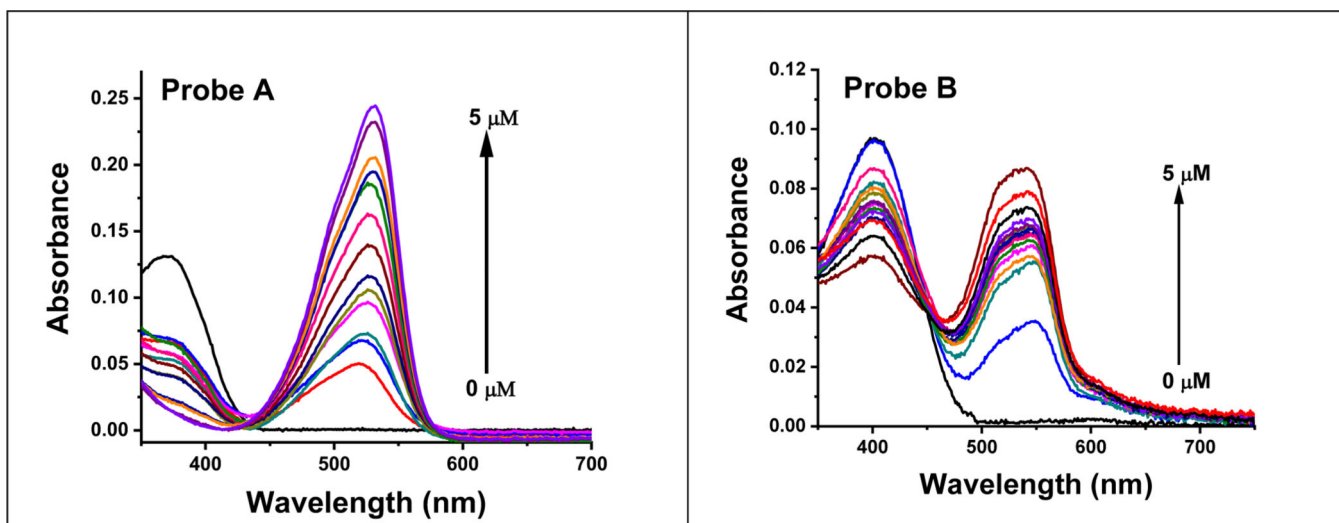 Probe A
Absorbance
0.25
0.20
0.15
0.10
0.05
0.00
5 μM
0 μM
400 500 600 700
Wavelength (nm)
Probe B
Absorbance
0.12
0.10
0.08
0.06
0.04
0.02
0.00
5 μM
0 μM
400 500 600 700
Wavelength (nm)